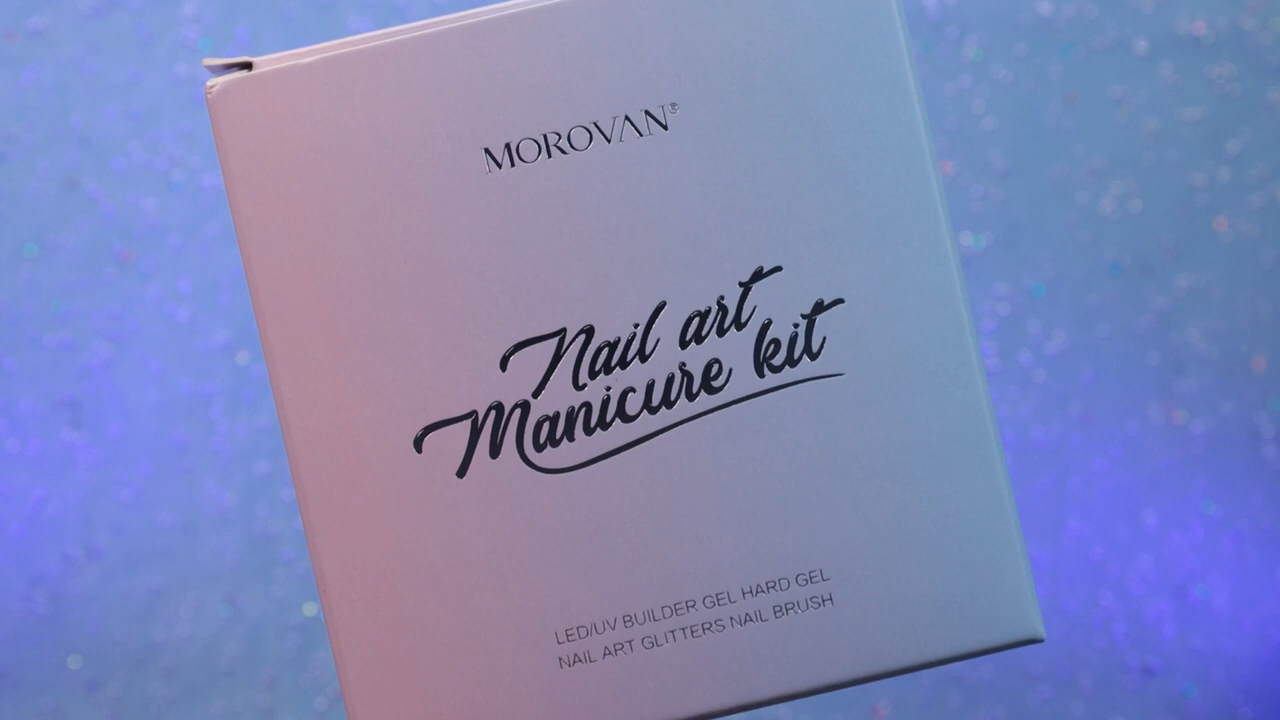 MOROVAN®
Nail art
Manicure kit
LED/UV BUILDER GEL HARD GEL
NAIL ART GLITTERS NAIL BRUSH